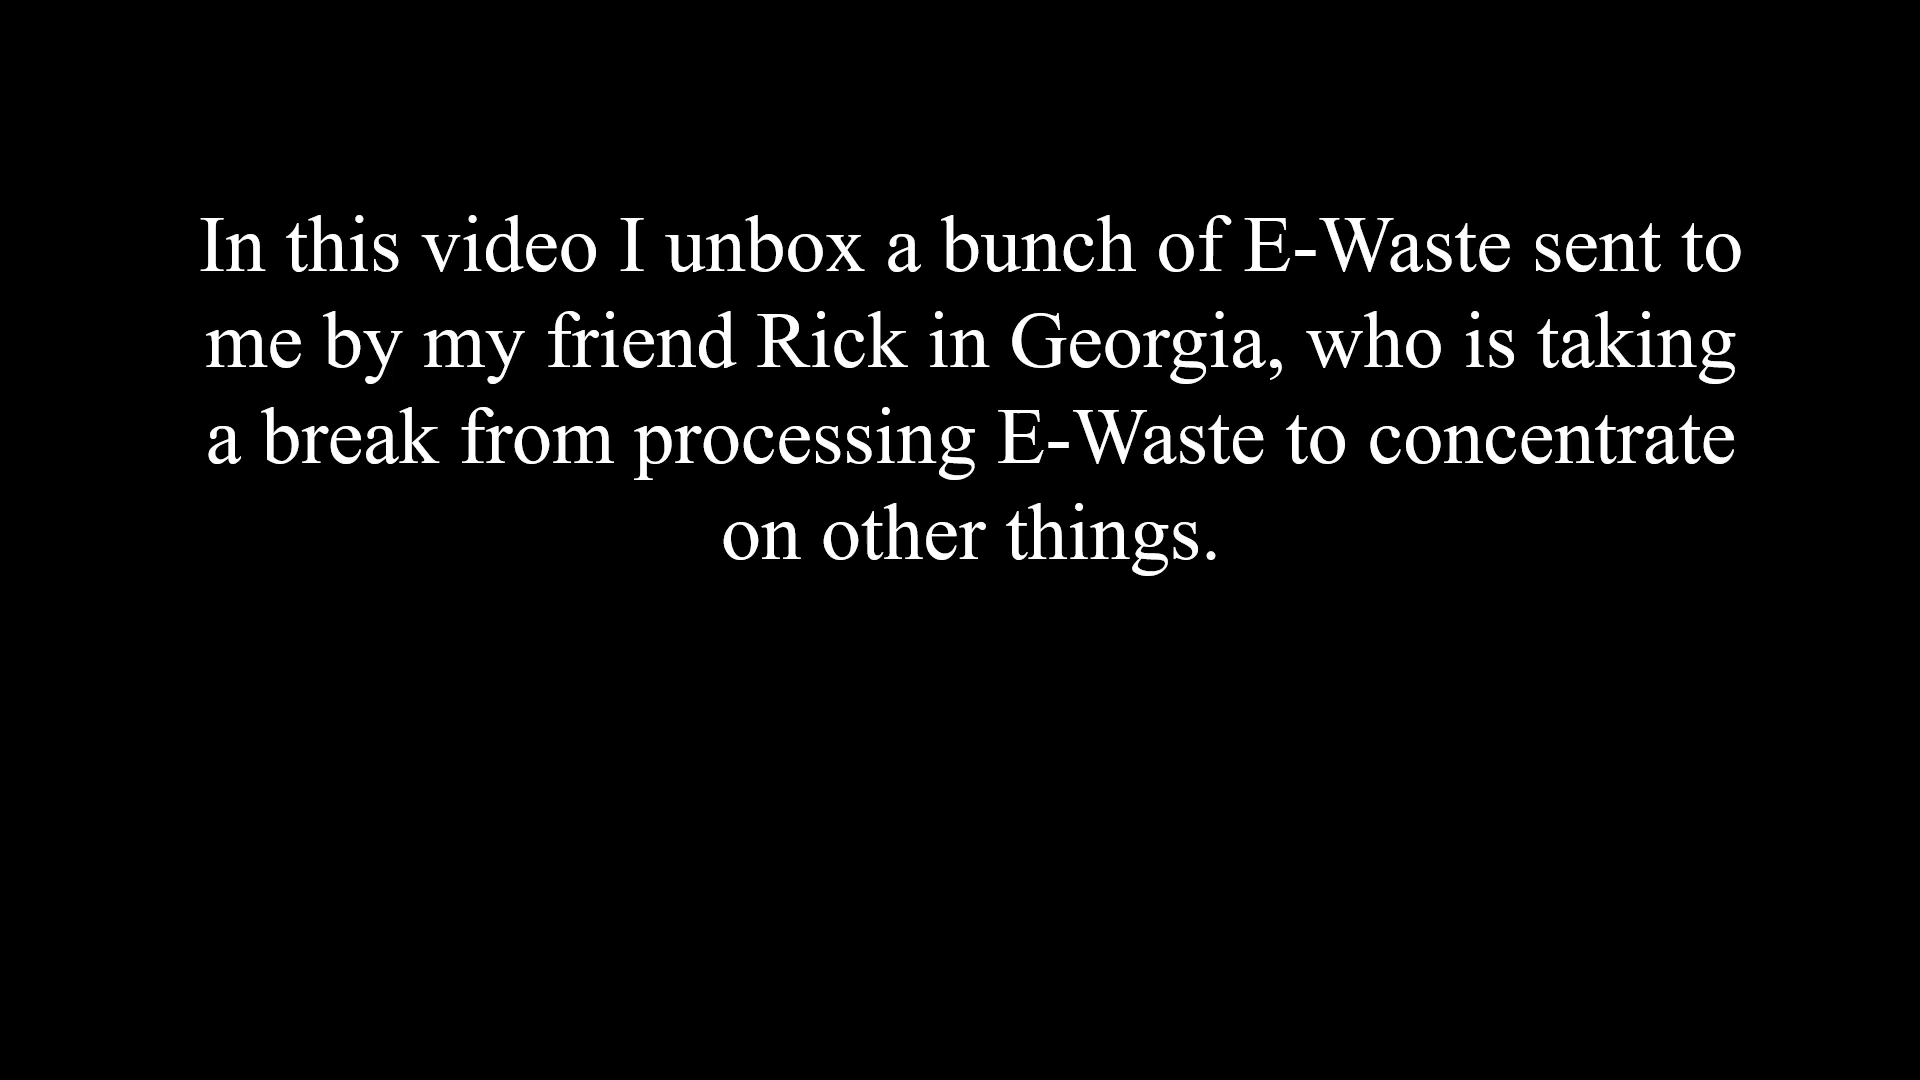 In this video I unbox a bunch of E-Waste sent to
me by my friend Rick in Georgia, who is taking
a break from processing E-Waste to concentrate
on other things.